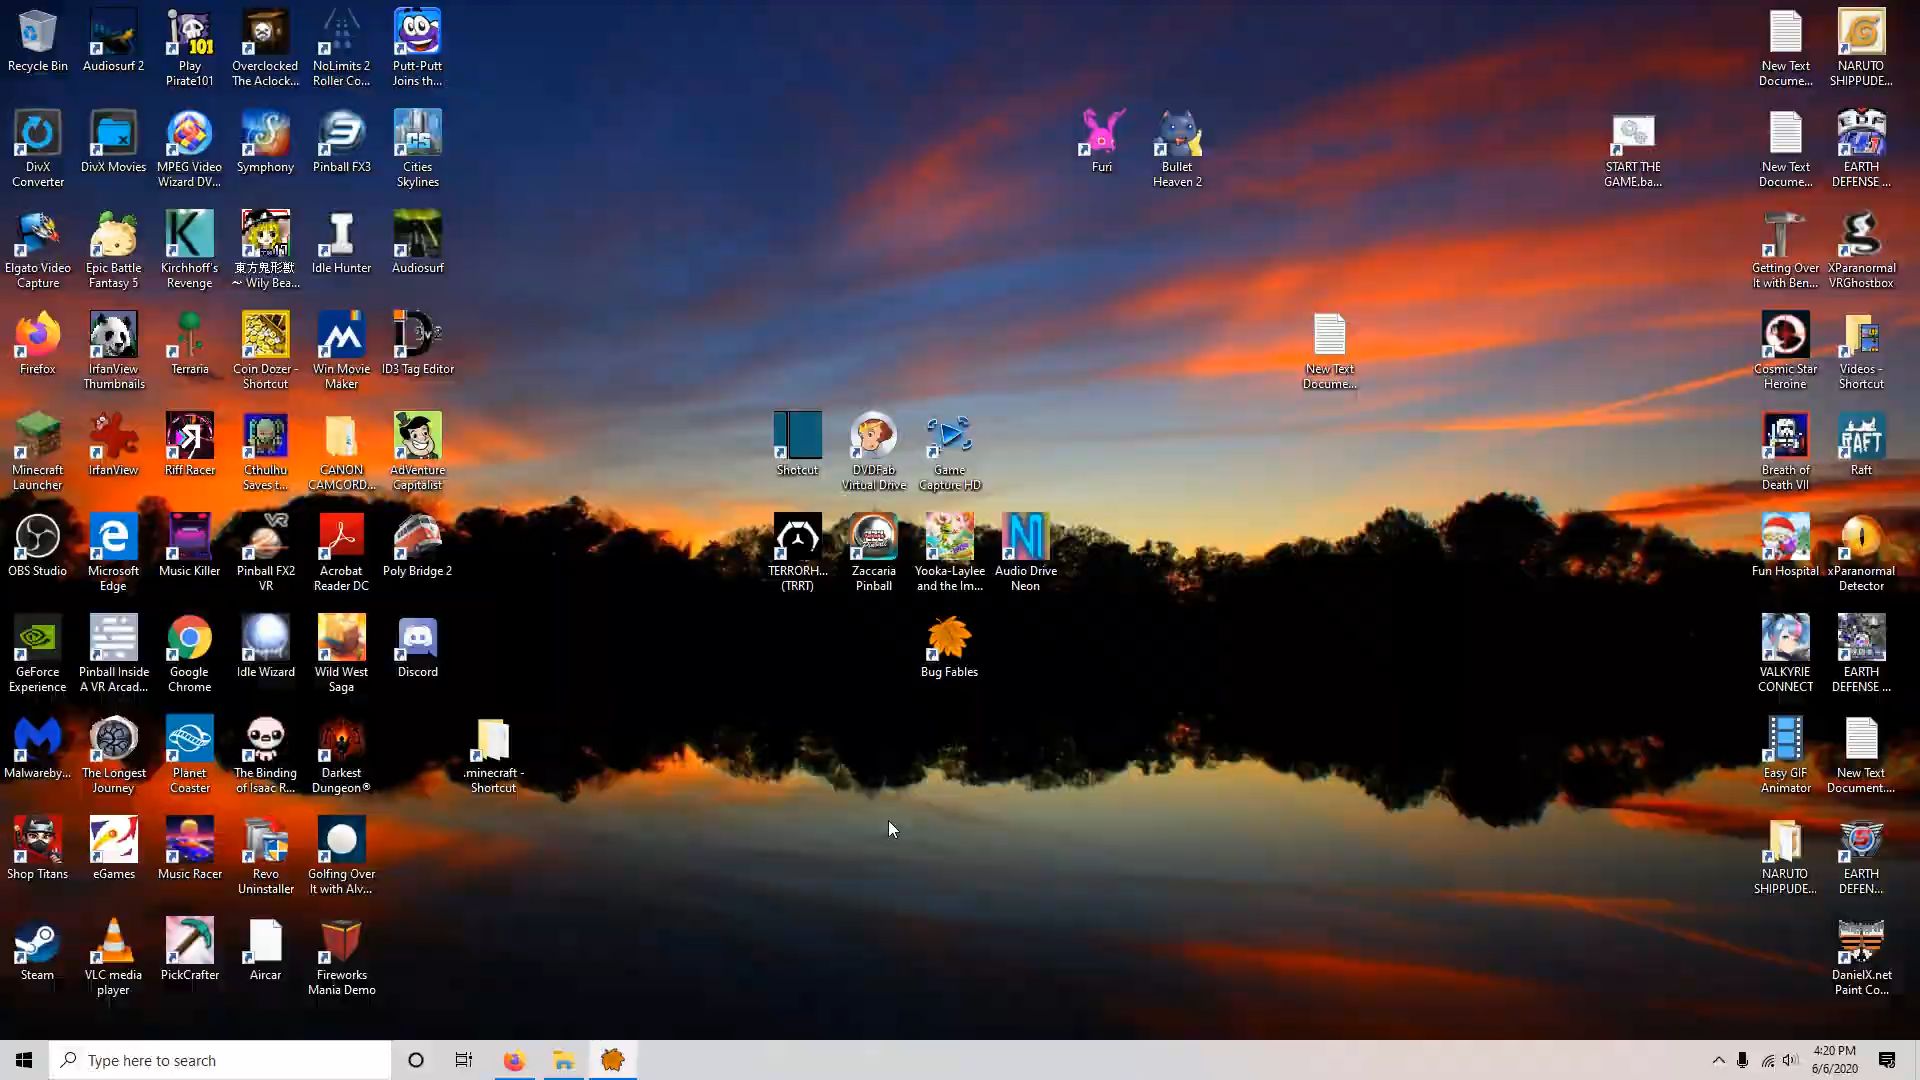 Recycle Bin
Audiosurf 2
Play
Pirate101
Overclocked
The Aclock...
NoLimits 2
Roller Co...
Putt-Putt
Joins th...
New Text
Docume...
NARUTO
SHIPPUDE...
DivX
Converter
DivX Movies
MPEG Video
Wizard DV...
Symphony
Pinball FX3
Cities
Skylines
Furi
Bullet
Heaven 2
START THE
GAME.ba...
New Text
Docume...
EARTH
DEFENSE ...
Elgato Video
Capture
Epic Battle
Fantasy 5
Kirchhoff's
Revenge
東方鬼形獣
～ Wily Bea...
Idle Hunter
Audiosurf
Getting Over
It with Ben...
XParanormal
VRGhostbox
Firefox
IrfanView
Thumbnails
Terraria
Coin Dozer -
Shortcut
Win Movie
Maker
ID3 Tag Editor
New Text
Docume...
Cosmic Star
Heroine
Videos -
Shortcut
Minecraft
Launcher
IrfanView
Riff Racer
Cthulhu
Saves t...
CANON
CAMCORD...
AdVenture
Capitalist
Shotcut
DVDFab
Virtual Drive
Game
Capture HD
Breath of
Death VII
RAFT
Raft
OBS Studio
Microsoft
Edge
Music Killer
VR
Pinball FX2
VR
Acrobat
Reader DC
Poly Bridge 2
TERRORH...
(TRRT)
Zaccaria
Pinball
Yooka-Laylee
and the Im...
Audio Drive
Neon
Fun Hospital
xParanormal
Detector
GeForce
Experience
Pinball Inside
A VR Arcad...
Google
Chrome
Idle Wizard
Wild West
Saga
Discord
Bug Fables
VALKYRIE
CONNECT
EARTH
DEFENSE ...
Malwareby...
The Longest
Journey
Planet
Coaster
The Binding
of Isaac R...
Darkest
Dungeon®
.minecraft -
Shortcut
Easy GIF
Animator
New Text
Document....
Shop Titans
eGames
Music Racer
Revo
Uninstaller
Golfing Over
It with Alv...
NARUTO
SHIPPUDE...
EARTH
DEFEN...
Steam
VLC media
player
PickCrafter
Aircar
Fireworks
Mania Demo
DanielX.net
Paint Co...
Type here to search
4:20 PM
6/6/2020